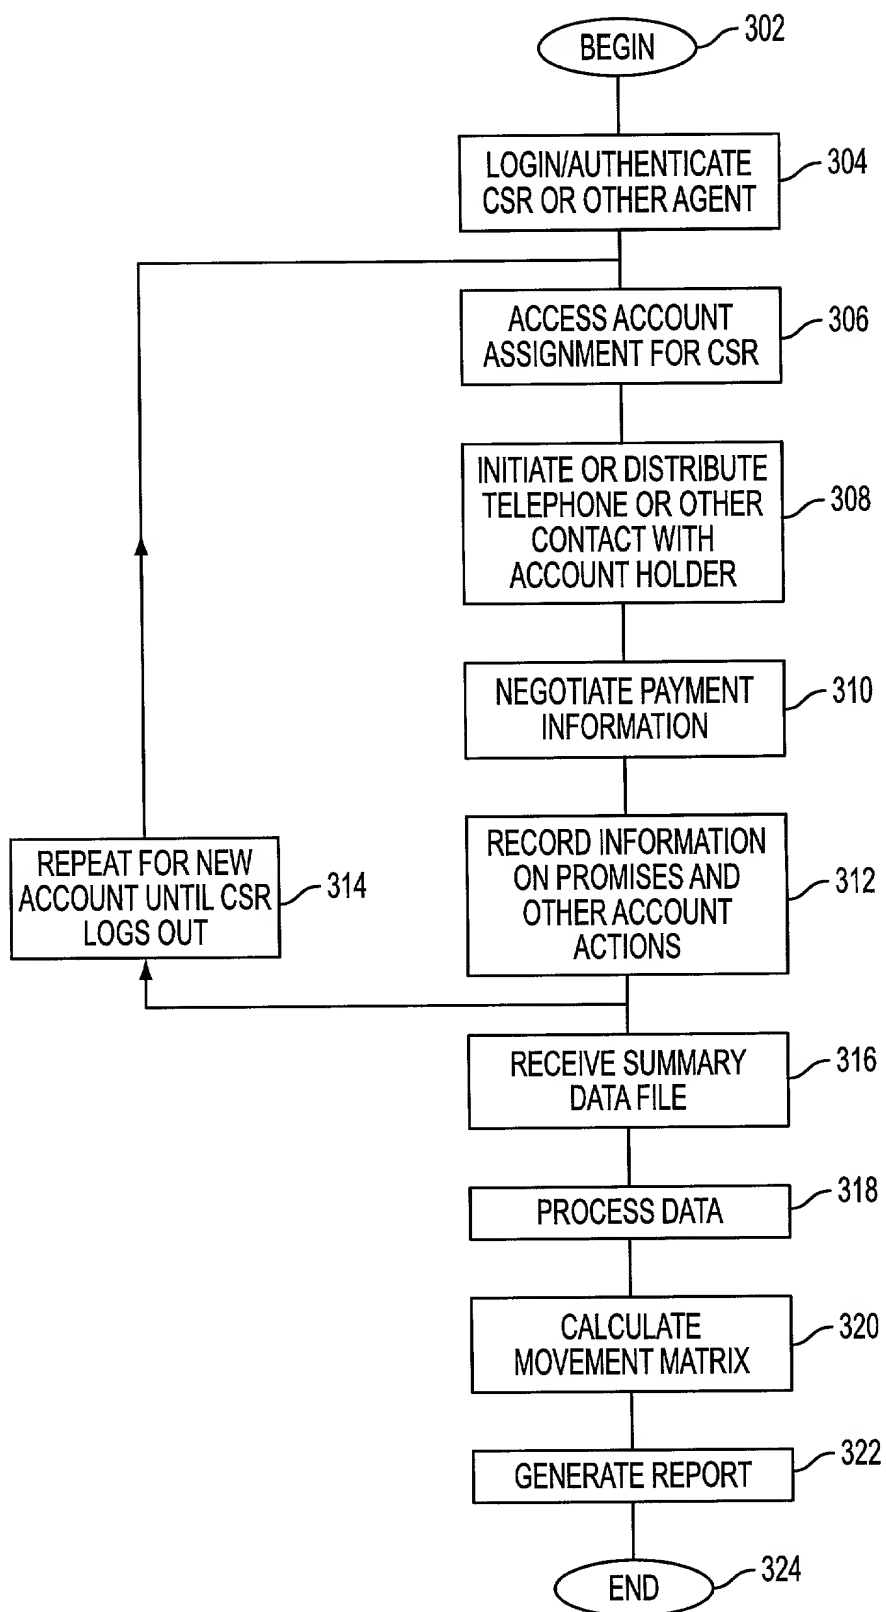 BEGIN
302
LOGIN/AUTHENTICATE
CSR OR OTHER AGENT
304
ACCESS ACCOUNT
ASSIGNMENT FOR CSR
306
INITIATE OR DISTRIBUTE
TELEPHONE OR OTHER
CONTACT WITH
ACCOUNT HOLDER
308
NEGOTIATE PAYMENT
INFORMATION
310
RECORD INFORMATION
ON PROMISES AND
OTHER ACCOUNT
ACTIONS
312
REPEAT FOR NEW
ACCOUNT UNTIL CSR
LOGS OUT
314
RECEIVE SUMMARY
DATA FILE
316
PROCESS DATA
318
CALCULATE
MOVEMENT MATRIX
320
GENERATE REPORT
322
END
324